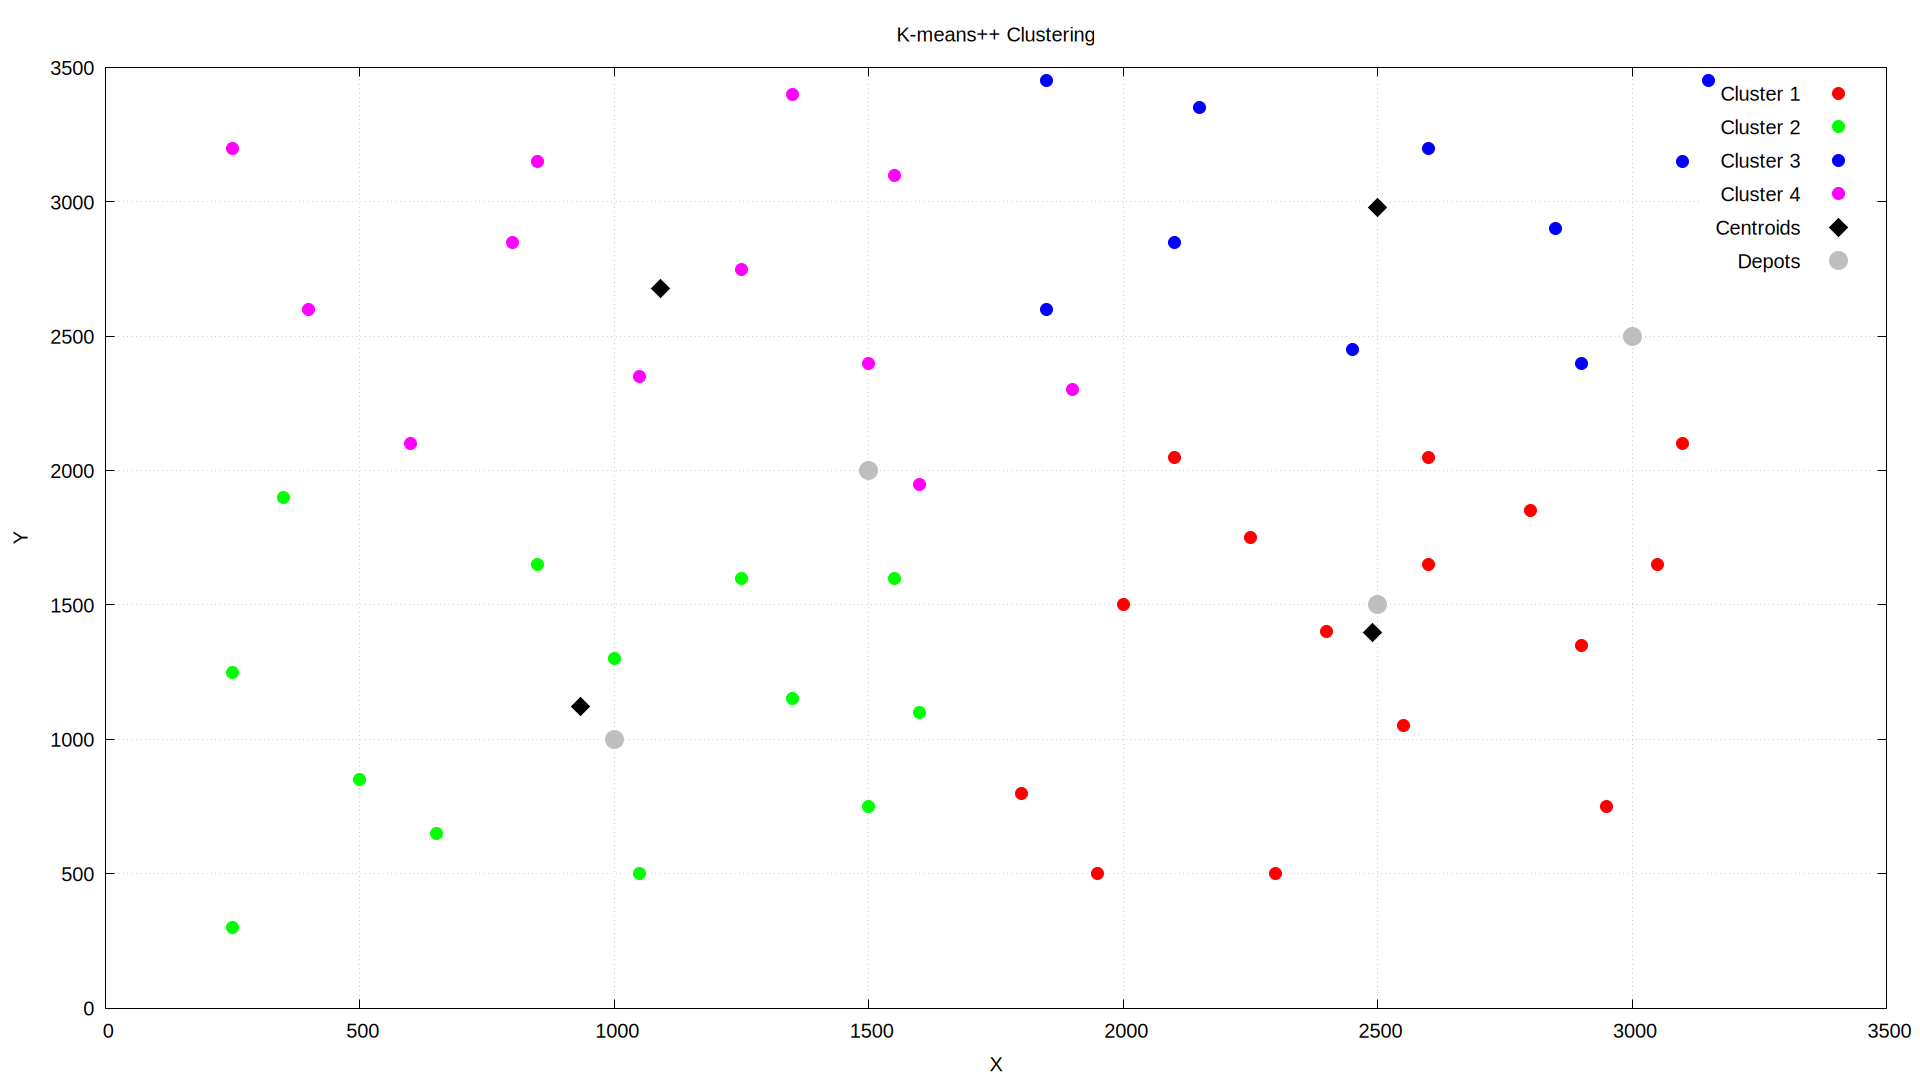 K-means++ Clustering
3500
3000
2500
2000
1500
1000
500
0
Y
Cluster 1
Cluster 2
Cluster 3
Cluster 4
Centroids
Depots
0 500 1000 1500 2000 2500 3000 3500
X